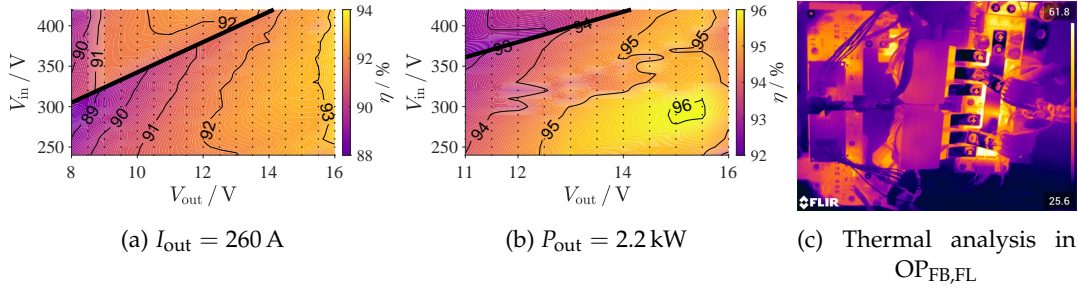 400
350
300
250
V_in / V
90
91
92
89
90
91
92
93
8 10 12 14 16
V_out / V
94
92
90
88
η / %
(a) I_out = 260 A
400
350
300
250
V_in / V
93
94
95
95
95
94
95
96
11 12 13 14 15 16
V_out / V
96
95
94
93
92
η / %
(b) P_out = 2.2 kW
61.8
25.6
FLIR
(c) Thermal analysis in
OP_FB,FL